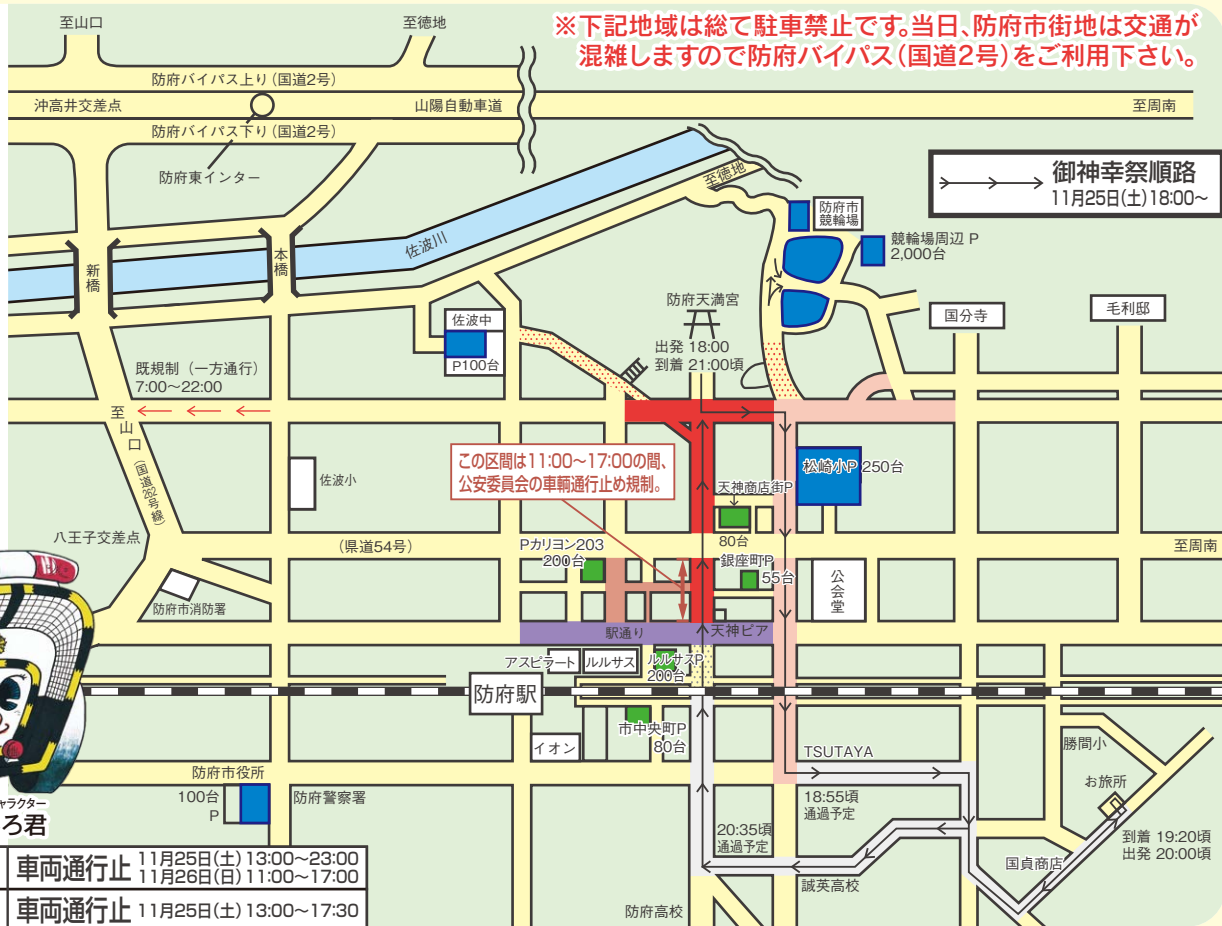 ※下記地域は総て駐車禁止です。当日、防府市街地は交通が
混雑しますので防府バイパス(国道2号)をご利用下さい。
至山口
至徳地
防府バイパス上り(国道2号)
沖高井交差点
山陽自動車道
至周南
防府バイパス下り(国道2号)
防府東インター
至徳地
御神幸祭順路
11月25日(土)18:00～
防府市
競輪場
競輪場周辺 P
2,000台
佐波川
新橋
本橋
防府天満宮
国分寺
毛利邸
佐波中
P100台
出発 18:00
到着 21:00頃
既規制（一方通行）
7:00～22:00
至山口
(国道262号線)
この区間は11:00～17:00の間、
公安委員会の車輌通行止め規制。
佐波小
松崎小P 250台
天神商店街P
80台
八王子交差点
(県道54号)
至周南
Pカリヨン203
200台
銀座町P
55台
公会堂
防府市消防署
駅通り
天神ピア
アスピラート
ルルサス
ルルサスP
200台
防府駅
市中央町P
80台
イオン
TSUTAYA
勝間小
防府市役所
お旅所
100台
P
防府警察署
18:55頃
通過予定
20:35頃
通過予定
到着 19:20頃
出発 20:00頃
国貞商店
誠英高校
防府高校
ャラクター
ろ君
車両通行止 11月25日(土) 13:00～23:00
11月26日(日) 11:00～17:00
車両通行止 11月25日(土) 13:00～17:30